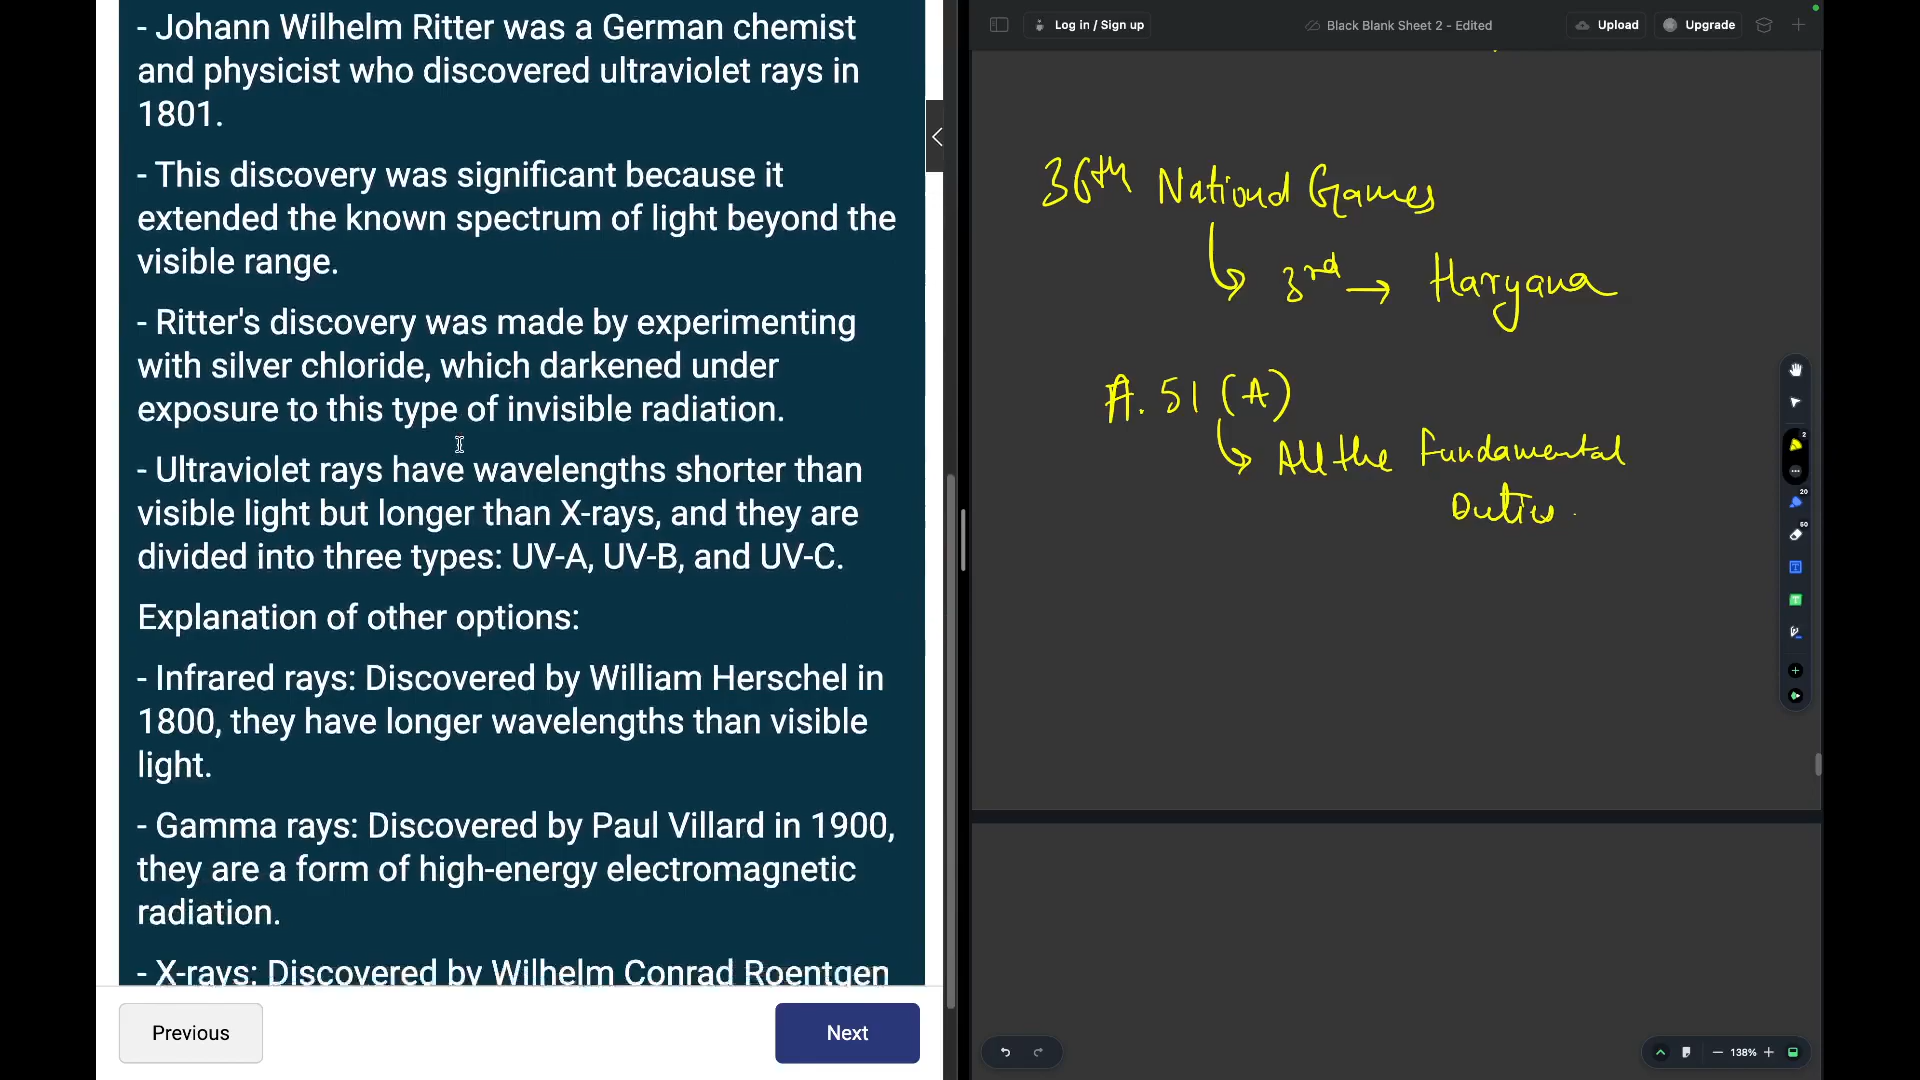 - Johann Wilhelm Ritter was a German chemist
and physicist who discovered ultraviolet rays in
1801.
- This discovery was significant because it
extended the known spectrum of light beyond the
visible range.
- Ritter's discovery was made by experimenting
with silver chloride, which darkened under
exposure to this type of invisible radiation.
- Ultraviolet rays have wavelengths shorter than
visible light but longer than X-rays, and they are
divided into three types: UV-A, UV-B, and UV-C.
Explanation of other options:
- Infrared rays: Discovered by William Herschel in
1800, they have longer wavelengths than visible
light.
- Gamma rays: Discovered by Paul Villard in 1900,
they are a form of high-energy electromagnetic
radiation.
- X-rays: Discovered by Wilhelm Conrad Roentgen
Previous
Next
Log in / Sign up
Black Blank Sheet 2 - Edited
Upload
Upgrade
36th National Games
3rd → Haryana
A. 51 (A)
All the Fundamental
Duties.
2
20
50
138%